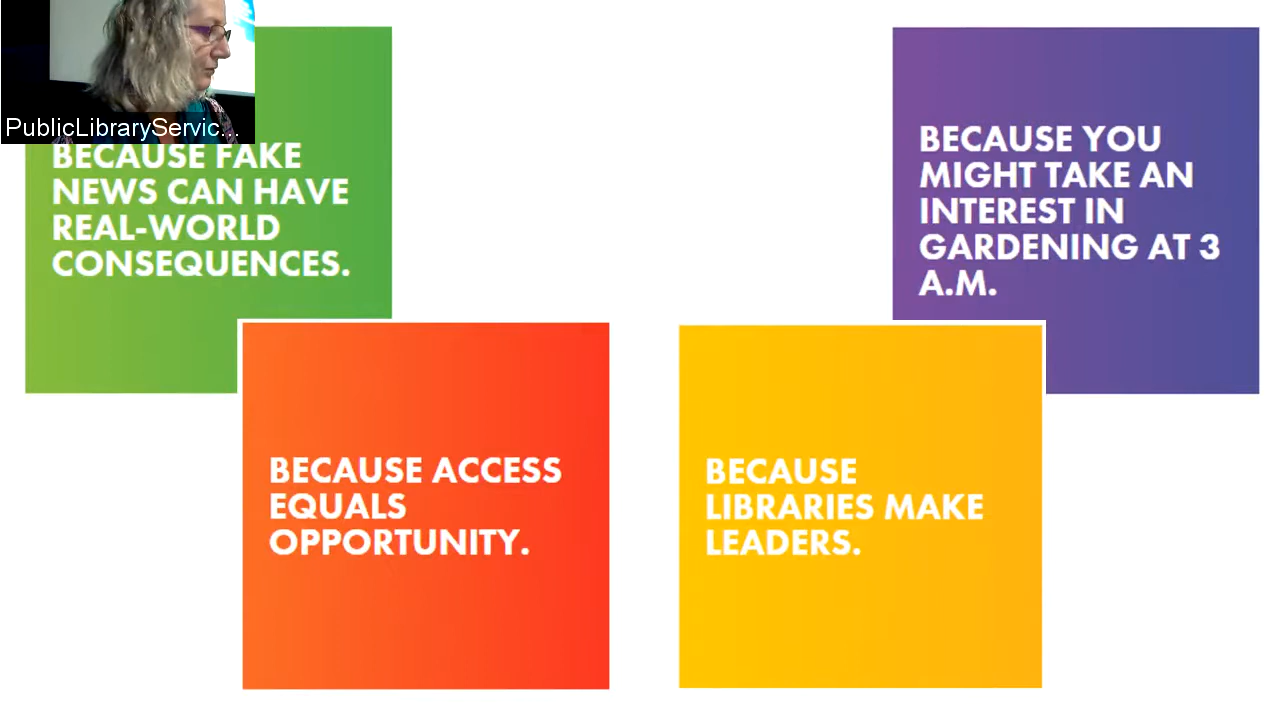 PublicLibraryServic...
BECAUSE FAKE
NEWS CAN HAVE
REAL-WORLD
CONSEQUENCES.
BECAUSE YOU
MIGHT TAKE AN
INTEREST IN
GARDENING AT 3
A.M.
BECAUSE ACCESS
EQUALS
OPPORTUNITY.
BECAUSE
LIBRARIES MAKE
LEADERS.